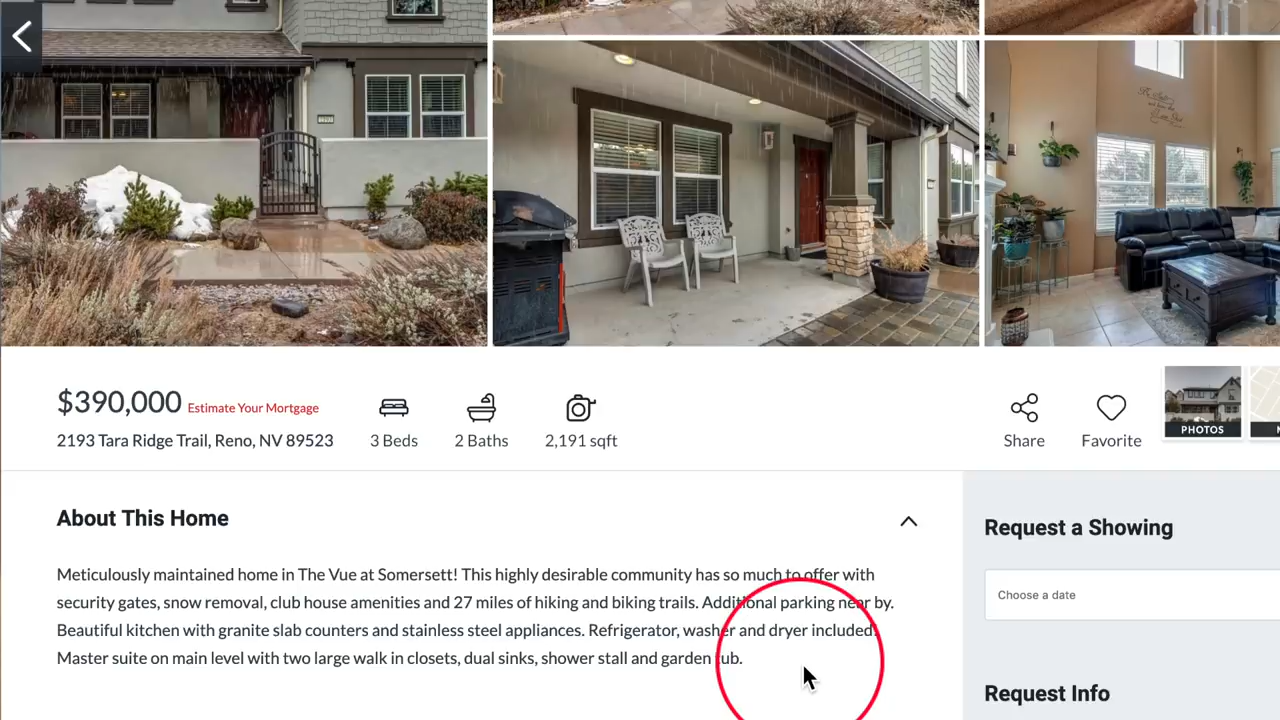 $390,000 Estimate Your Mortgage
2193 Tara Ridge Trail, Reno, NV 89523
3 Beds
2 Baths
2,191 sqft
Share
Favorite
PHOTOS
About This Home
Meticulously maintained home in The Vue at Somersett! This highly desirable community has so much to offer with
security gates, snow removal, club house amenities and 27 miles of hiking and biking trails. Additional parking near by.
Beautiful kitchen with granite slab counters and stainless steel appliances. Refrigerator, washer and dryer included.
Master suite on main level with two large walk in closets, dual sinks, shower stall and garden tub.
Request a Showing
Choose a date
Request Info